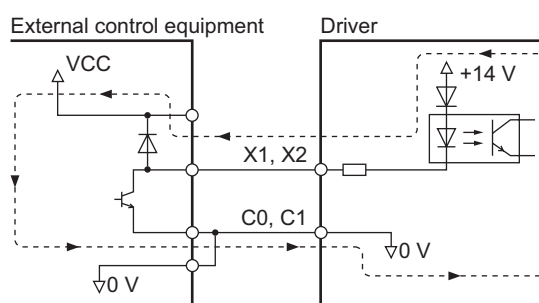 External control equipment
Driver
VCC
+14 V
X1, X2
C0, C1
0 V
0 V